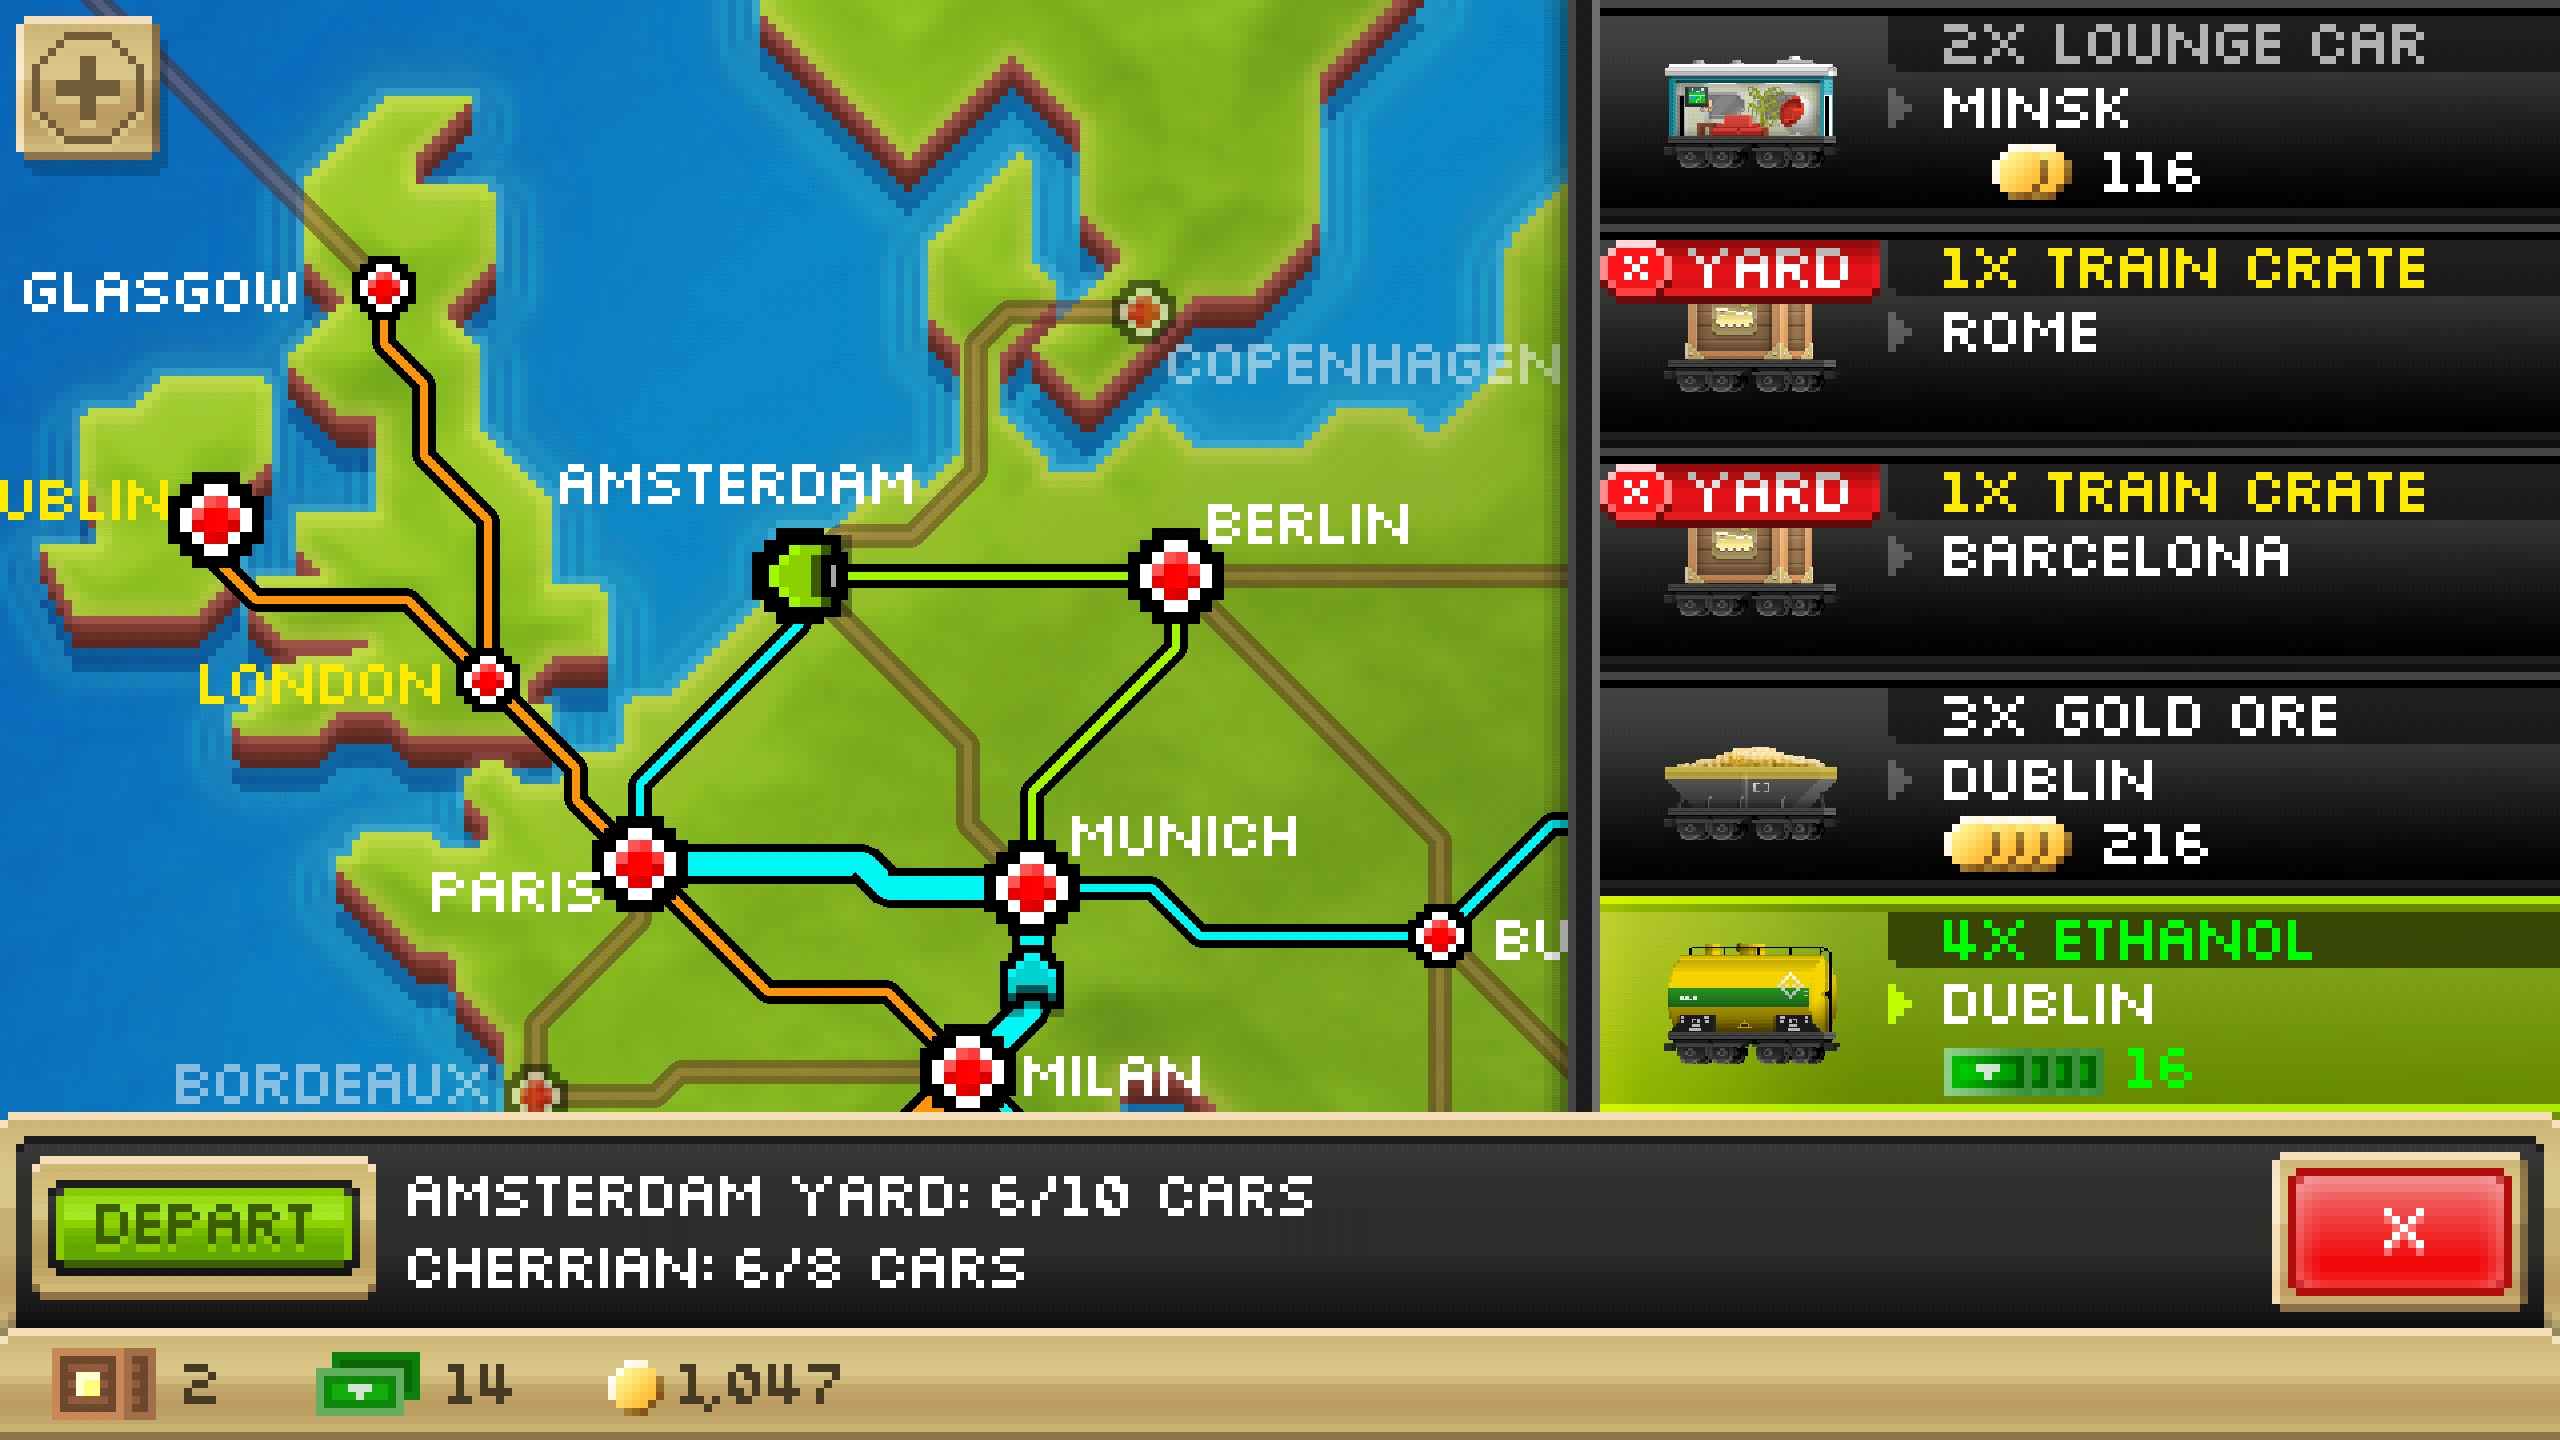 GLASGOW
COPENHAGEN
UBLIN
AMSTERDAM
BERLIN
LONDON
MUNICH
PARIS
BU
BORDEAUX
MILAN
2X LOUNGE CAR
MINSK
116
YARD
1X TRAIN CRATE
ROME
YARD
1X TRAIN CRATE
BARCELONA
3X GOLD ORE
DUBLIN
216
4X ETHANOL
DUBLIN
16
DEPART
AMSTERDAM YARD: 6/10 CARS
CHERRIAN: 6/8 CARS
X
2
14
1,047